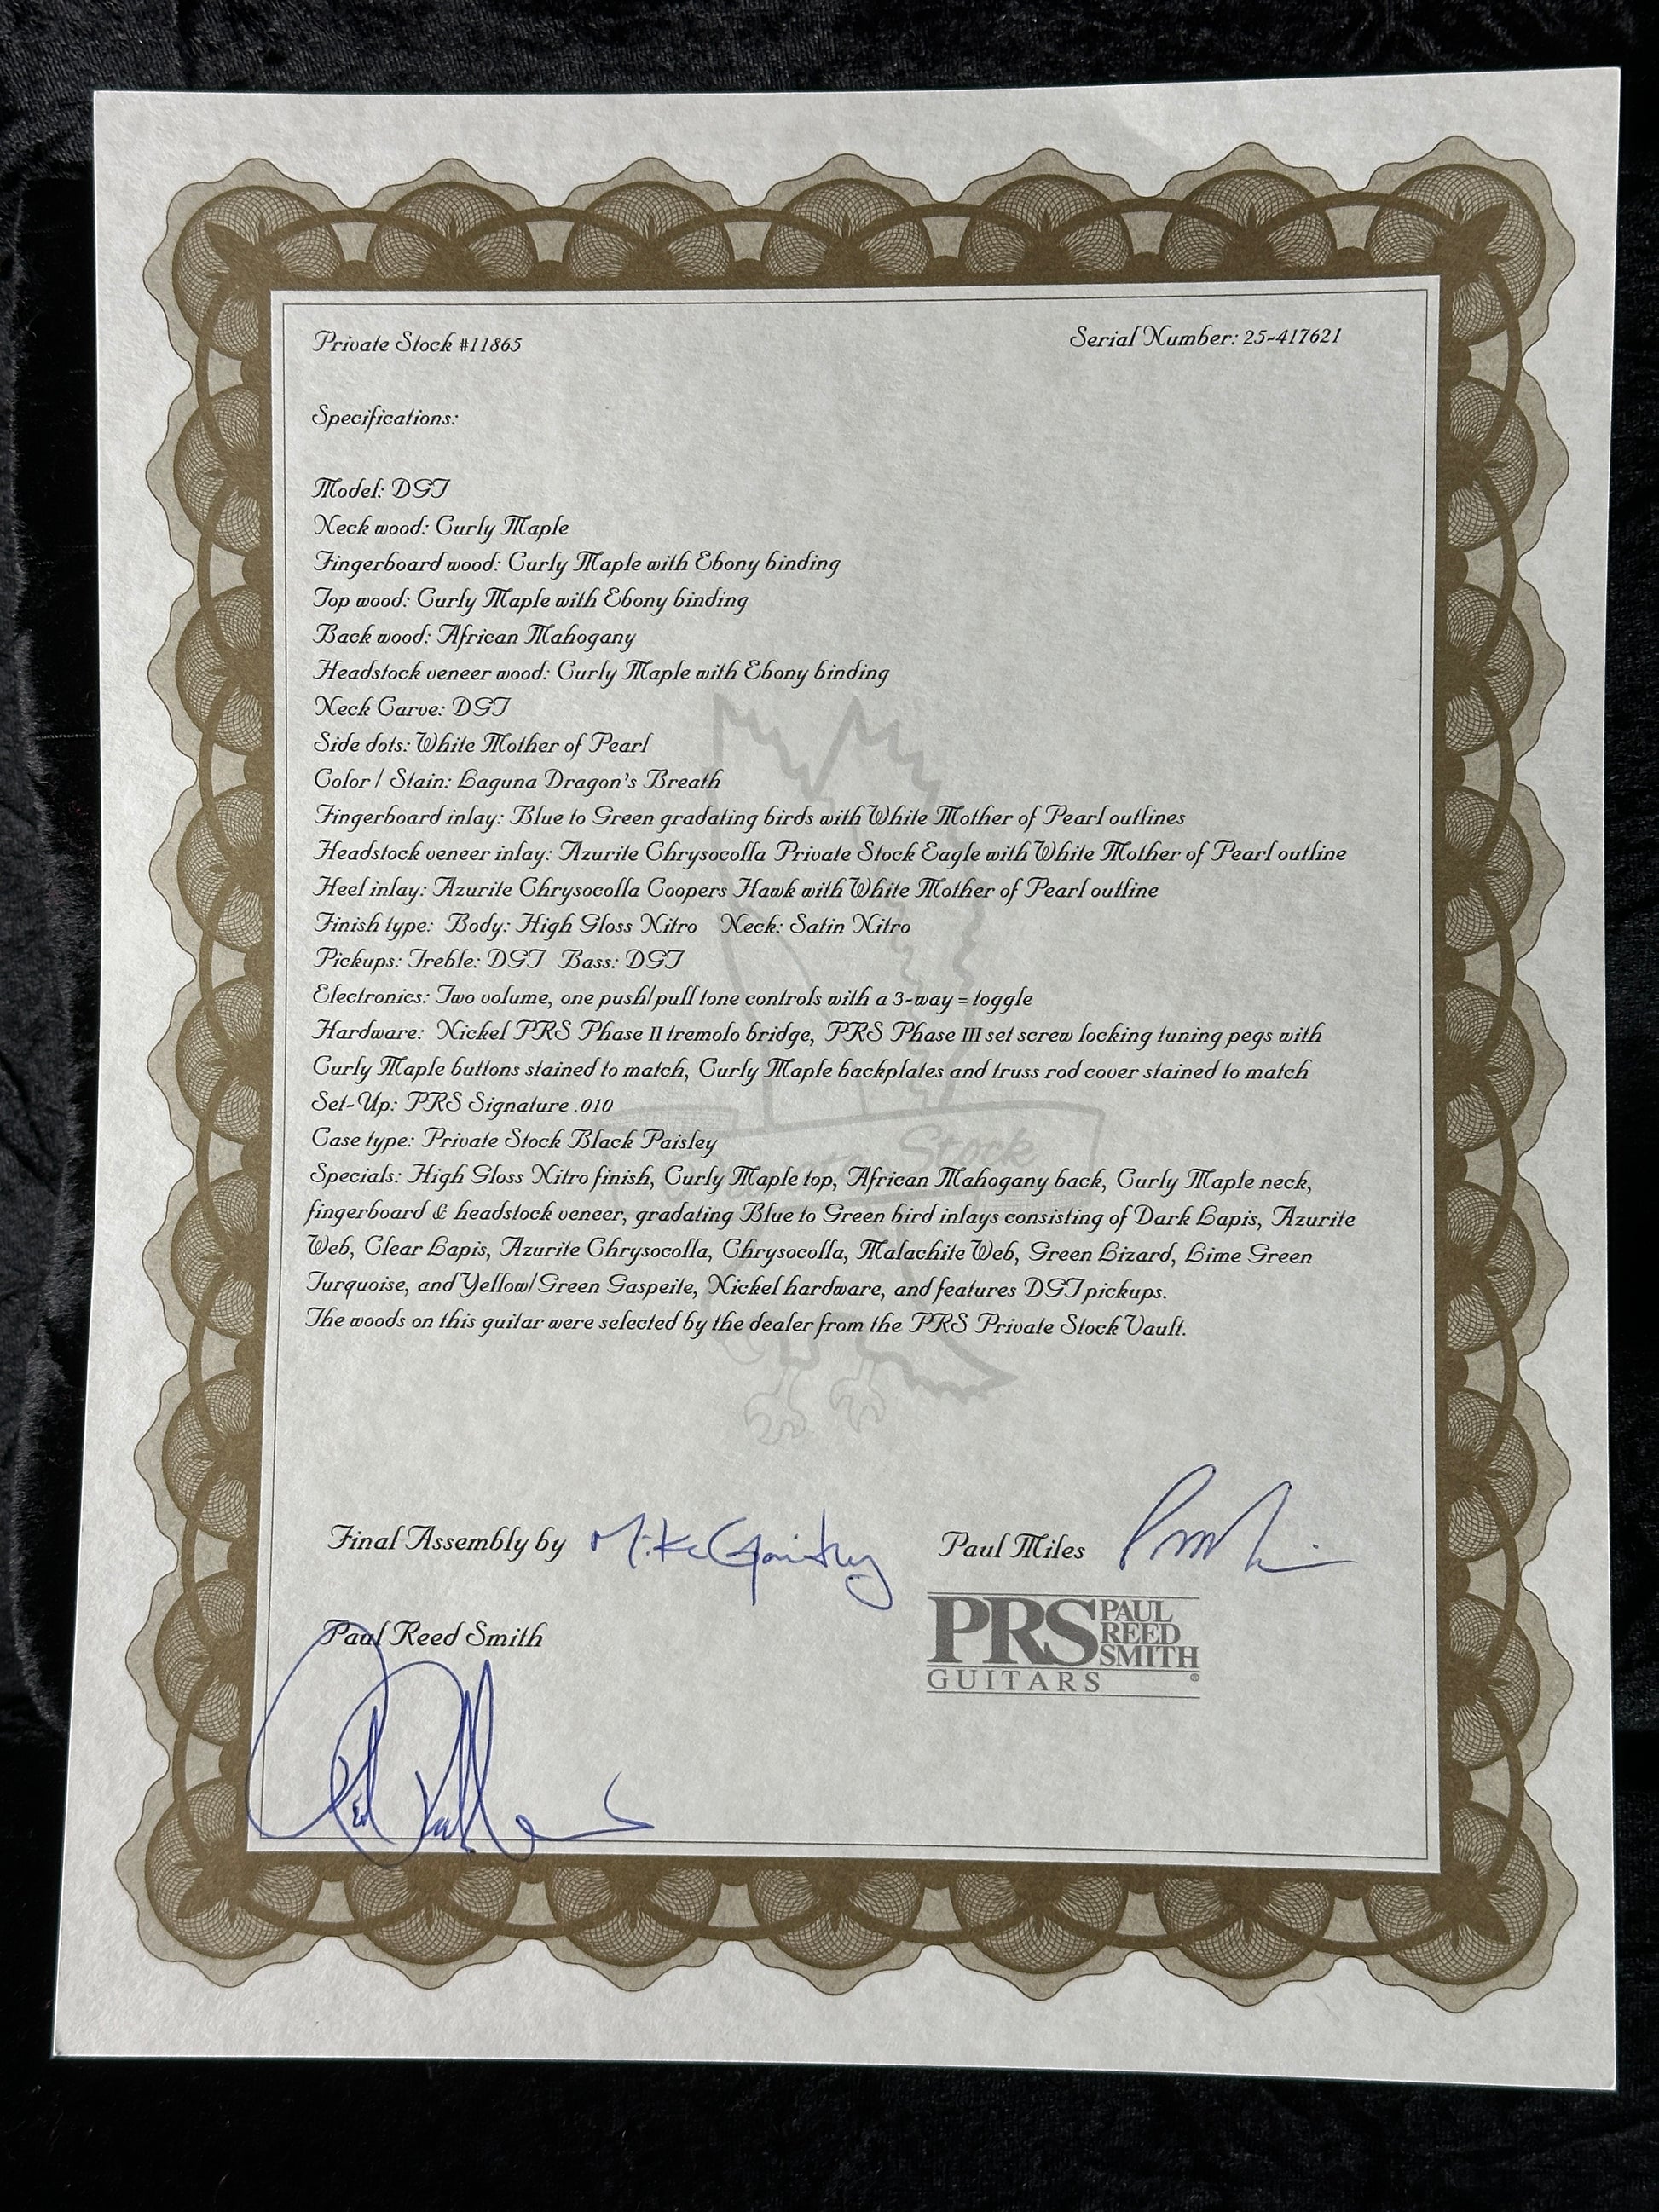 Private Stock #11865
Serial Number: 25-417621
Specifications:
Model: DGT
Neck wood: Curly Maple
Fingerboard wood: Curly Maple with Ebony binding
Top wood: Curly Maple with Ebony binding
Back wood: African Mahogany
Headstock veneer wood: Curly Maple with Ebony binding
Neck Carve: DGT
Side dots: White Mother of Pearl
Color / Stain: Laguna Dragon's Breath
Fingerboard inlay: Blue to Green gradating birds with White Mother of Pearl outlines
Headstock veneer inlay: Azurite Chrysocolla Private Stock Eagle with White Mother of Pearl outline
Heel inlay: Azurite Chrysocolla Coopers Hawk with White Mother of Pearl outline
Finish type: Body: High Gloss Nitro Neck: Satin Nitro
Pickups: Treble: DGT Bass: DGT
Electronics: Two volume, one push/pull tone controls with a 3-way = toggle
Hardware: Nickel PRS Phase II tremolo bridge, PRS Phase III set screw locking tuning pegs with
Curly Maple buttons stained to match, Curly Maple backplates and truss rod cover stained to match
Set-Up: PRS Signature .010
Case type: Private Stock Black Paisley
Private Stock
Specials: High Gloss Nitro finish, Curly Maple top, African Mahogany back, Curly Maple neck,
fingerboard & headstock veneer, gradating Blue to Green bird inlays consisting of Dark Lapis, Azurite
Web, Clear Lapis, Azurite Chrysocolla, Chrysocolla, Malachite Web, Green Lizard, Lime Green
Turquoise, and Yellow/Green Gaspeite, Nickel hardware, and features DGT pickups.
The woods on this guitar were selected by the dealer from the PRS Private Stock Vault.
Final Assembly by Mike
Paul Miles
Paul Reed Smith
PRS PAUL REED SMITH
GUITARS